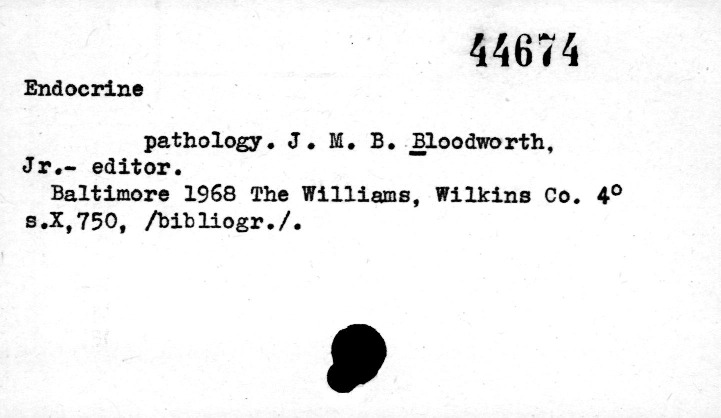 44674
Endocrine
pathology. J. M. B. Bloodworth,
Jr.- editor.
Baltimore 1968 The Williams, Wilkins Co. 4°
s.X,750, /bibliogr./.